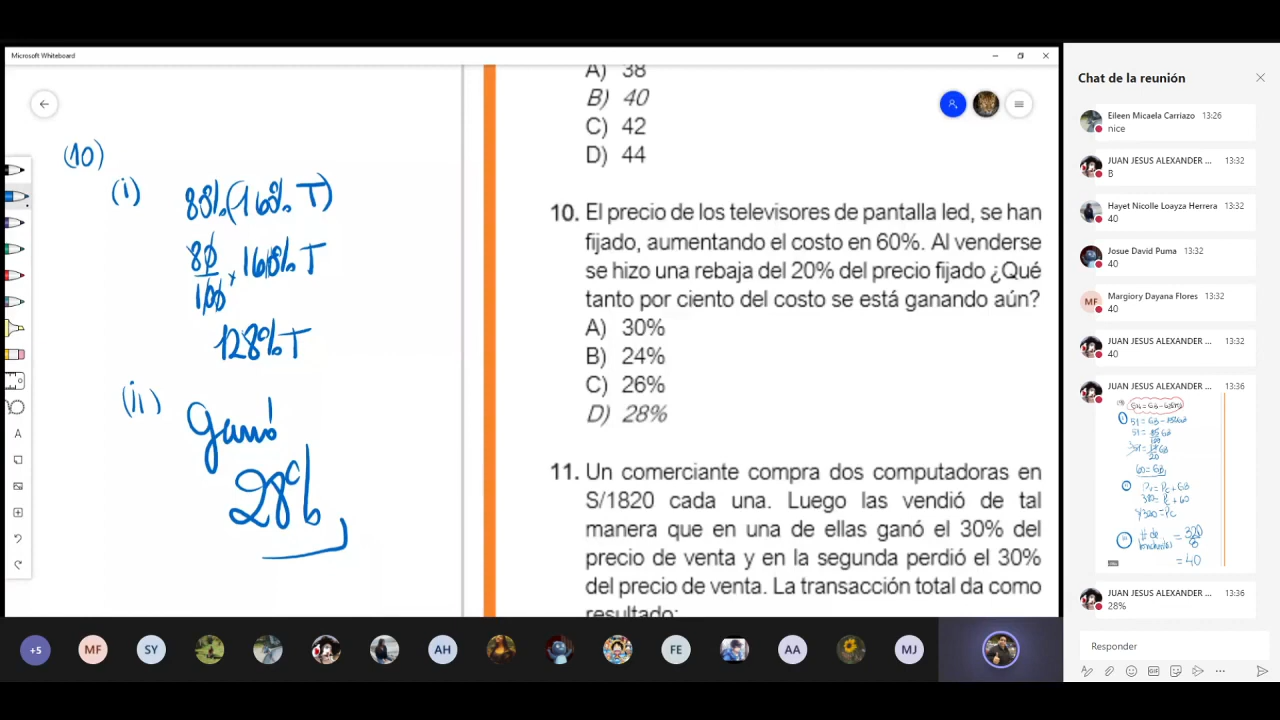 Microsoft Whiteboard
(10)
(i) 80%(160% T)
80/100 × 160% T
128% T
(ii) ganó
28%
A) 38
B) 40
C) 42
D) 44
10. El precio de los televisores de pantalla led, se han
fijado, aumentando el costo en 60%. Al venderse
se hizo una rebaja del 20% del precio fijado ¿Qué
tanto por ciento del costo se está ganando aún?
A) 30%
B) 24%
C) 26%
D) 28%
11. Un comerciante compra dos computadoras en
S/1820 cada una. Luego las vendió de tal
manera que en una de ellas ganó el 30% del
precio de venta y en la segunda perdió el 30%
del precio de venta. La transacción total da como
resultado:
+5 MF SY AH FE AA MJ
Chat de la reunión
Eileen Micaela Carriazo 13:26
nice
JUAN JESUS ALEXANDER ... 13:32
B
Hayet Nicolle Loayza Herrera 13:32
40
Josue David Puma 13:32
40
MF Margiory Dayana Flores 13:32
40
JUAN JESUS ALEXANDER ... 13:32
40
JUAN JESUS ALEXANDER ... 13:36
60 = GB
= 320/8
= 40
JUAN JESUS ALEXANDER ... 13:36
28%
Responder